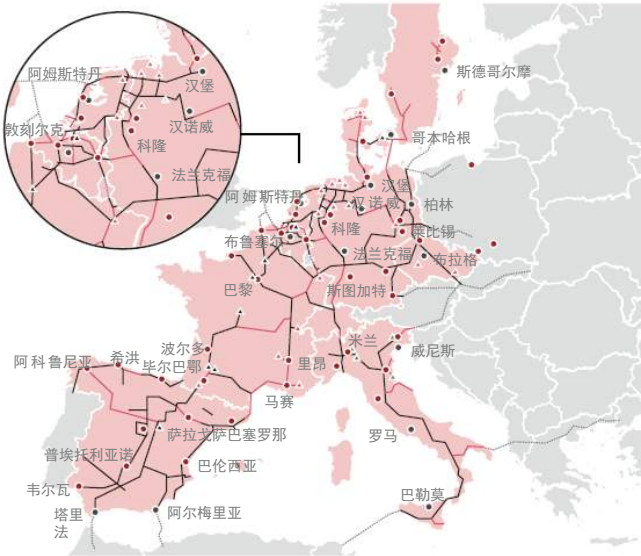 阿姆斯特丹
汉堡
敦刻尔克
汉诺威
科隆
法兰克福
斯德哥尔摩
哥本哈根
阿姆斯特丹
汉堡
汉诺威
柏林
科隆
莱比锡
布鲁塞尔
法兰克福
布拉格
巴黎
斯图加特
波尔多
米兰
威尼斯
阿科鲁尼亚
希洪
毕尔巴鄂
里昂
马赛
萨拉戈萨巴塞罗那
罗马
普埃托利亚诺
巴伦西亚
韦尔瓦
巴勒莫
塔里
法
阿尔梅里亚